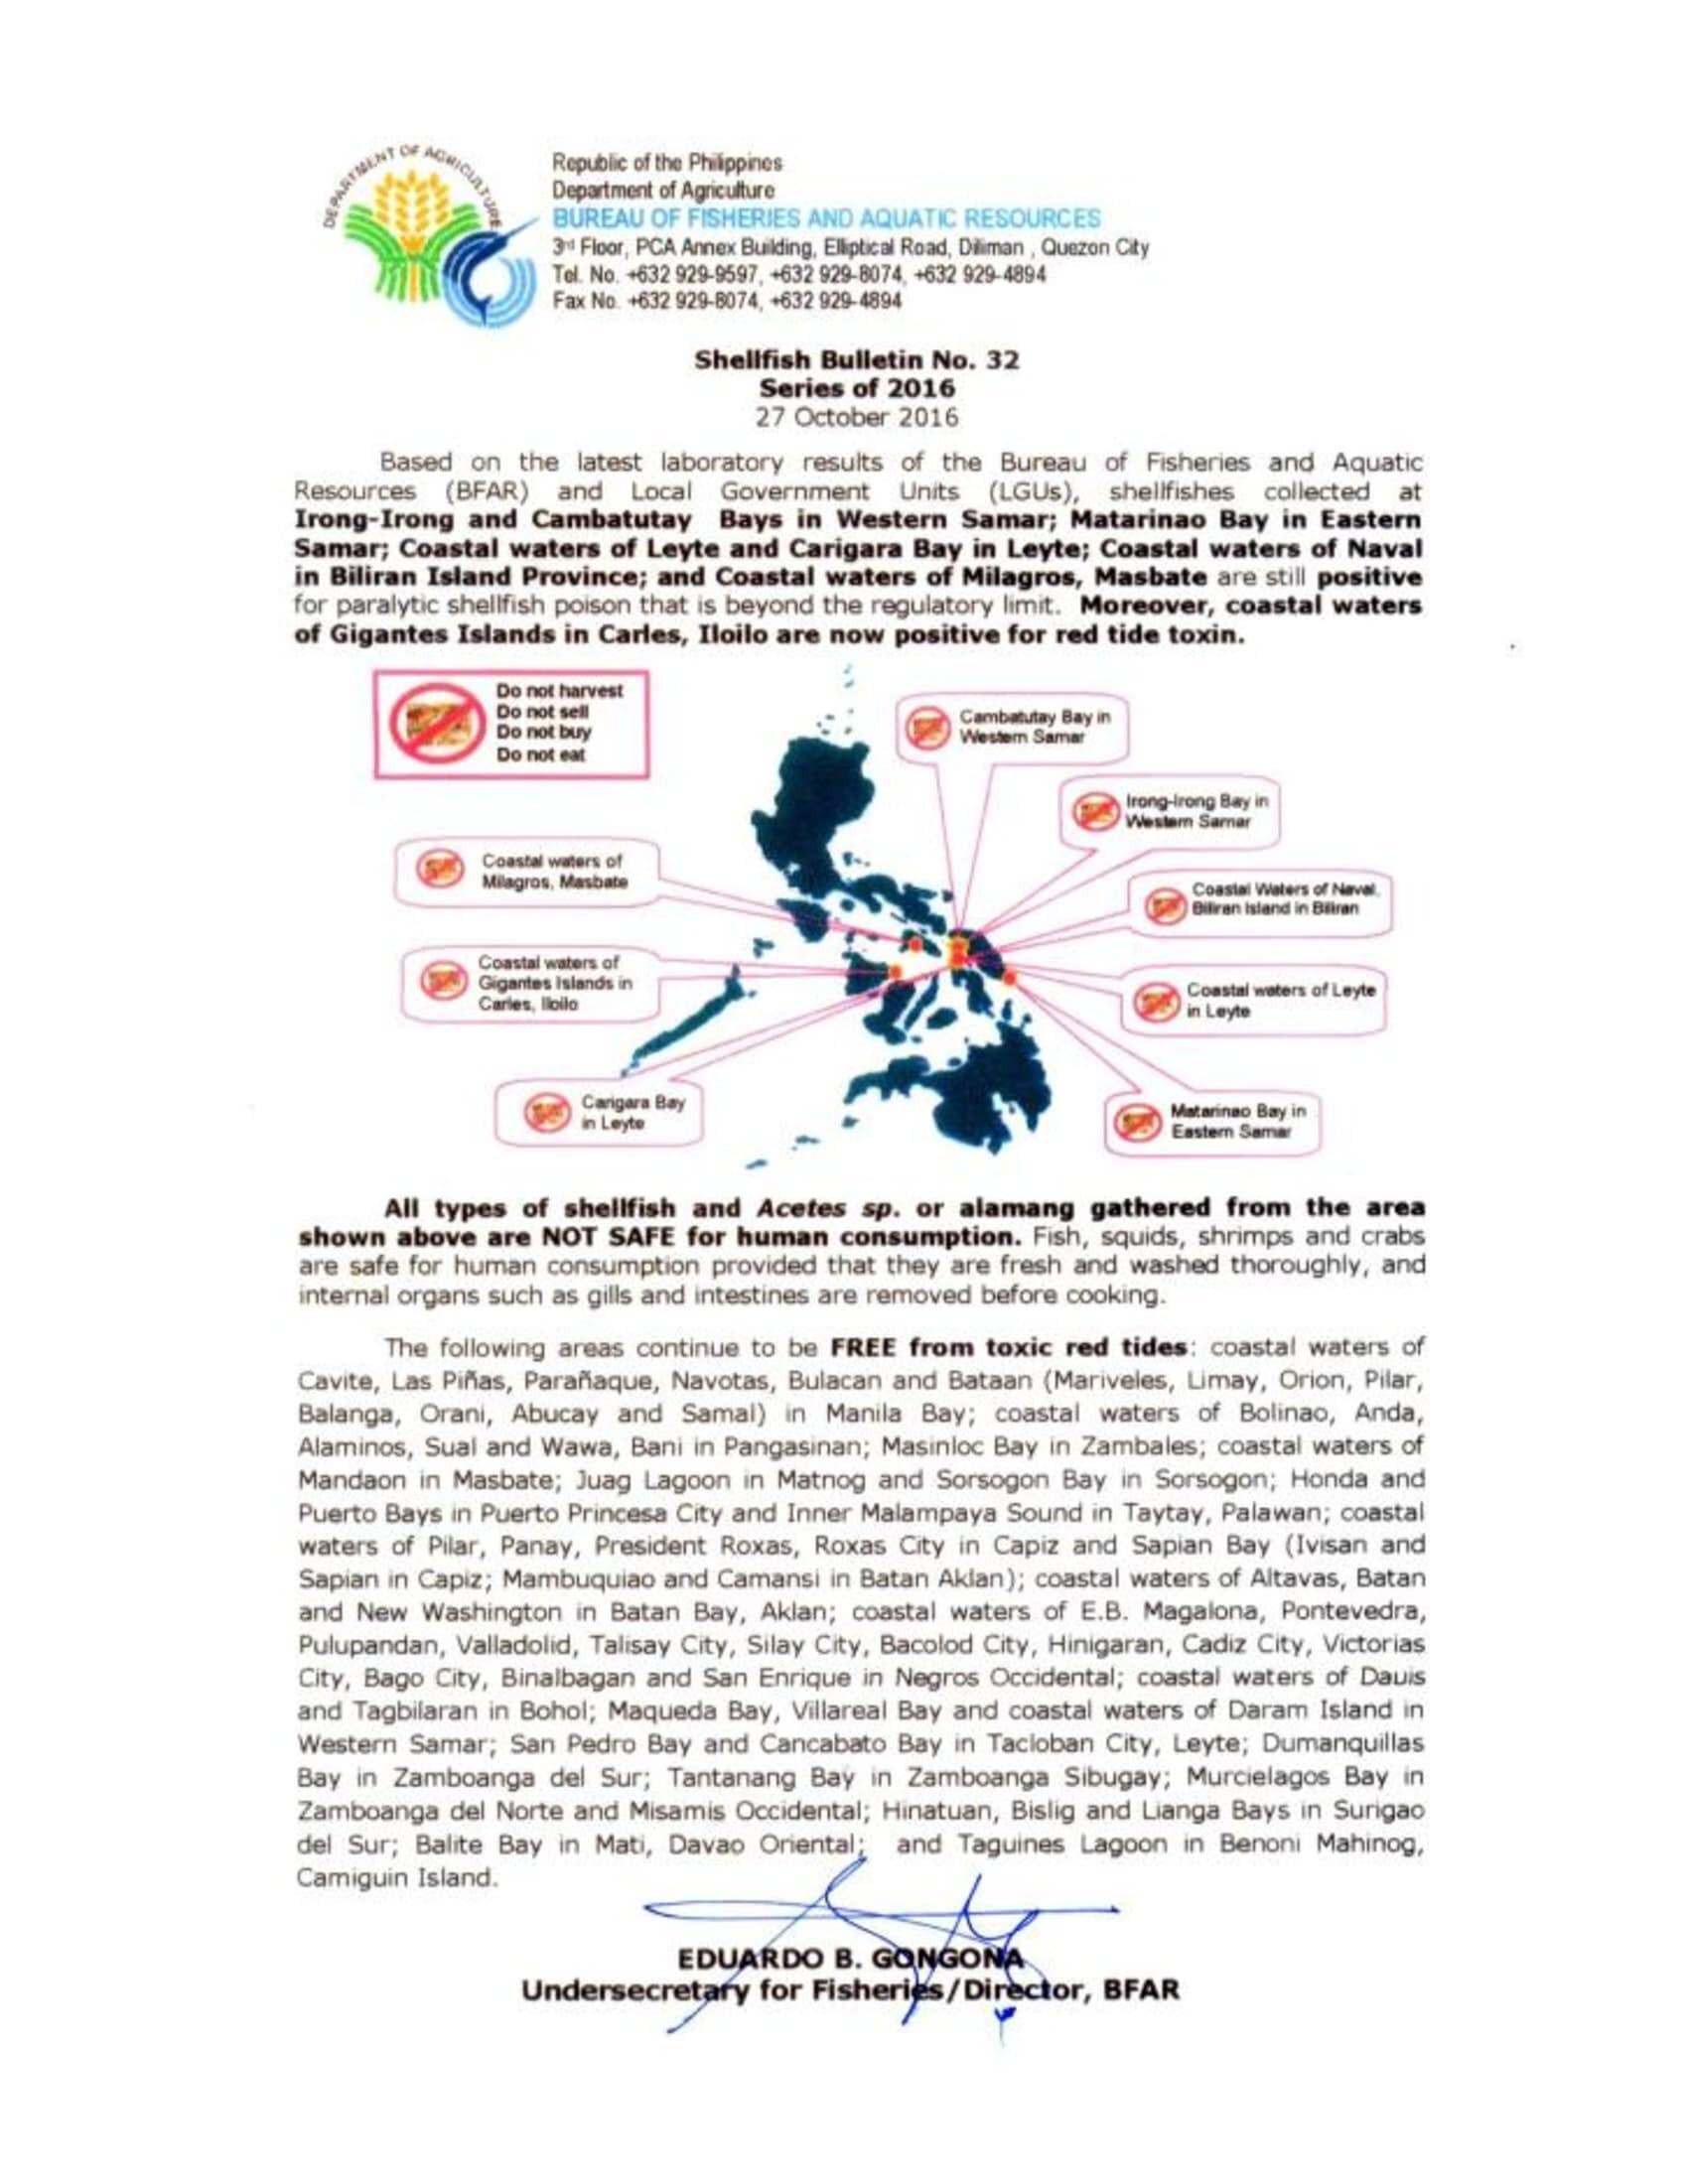 DEPARTMENT OF AGRICULTURE
Republic of the Philippines
Department of Agriculture
BUREAU OF FISHERIES AND AQUATIC RESOURCES
3rd Floor, PCA Annex Building, Elliptical Road, Diliman , Quezon City
Tel. No. +632 929-9597, +632 929-8074, +632 929-4894
Fax No. +632 929-8074, +632 929-4894
Shellfish Bulletin No. 32
Series of 2016
27 October 2016
Based on the latest laboratory results of the Bureau of Fisheries and Aquatic
Resources (BFAR) and Local Government Units (LGUs), shellfishes collected at
Irong-Irong and Cambatutay Bays in Western Samar; Matarinao Bay in Eastern
Samar; Coastal waters of Leyte and Carigara Bay in Leyte; Coastal waters of Naval
in Biliran Island Province; and Coastal waters of Milagros, Masbate are still positive
for paralytic shellfish poison that is beyond the regulatory limit. Moreover, coastal waters
of Gigantes Islands in Carles, Iloilo are now positive for red tide toxin.
Do not harvest
Do not sell
Do not buy
Do not eat
Cambatutay Bay in
Western Samar
Irong-Irong Bay in
Western Samar
Coastal waters of
Milagros, Masbate
Coastal Waters of Naval,
Biliran Island in Biliran
Coastal waters of
Gigantes Islands in
Carles, Iloilo
Coastal waters of Leyte
in Leyte
Carigara Bay
in Leyte
Matarinao Bay in
Eastern Samar
All types of shellfish and Acetes sp. or alamang gathered from the area
shown above are NOT SAFE for human consumption. Fish, squids, shrimps and crabs
are safe for human consumption provided that they are fresh and washed thoroughly, and
internal organs such as gills and intestines are removed before cooking.
The following areas continue to be FREE from toxic red tides: coastal waters of
Cavite, Las Piñas, Parañaque, Navotas, Bulacan and Bataan (Mariveles, Limay, Orion, Pilar,
Balanga, Orani, Abucay and Samal) in Manila Bay; coastal waters of Bolinao, Anda,
Alaminos, Sual and Wawa, Bani in Pangasinan; Masinloc Bay in Zambales; coastal waters of
Mandaon in Masbate; Juag Lagoon in Matnog and Sorsogon Bay in Sorsogon; Honda and
Puerto Bays in Puerto Princesa City and Inner Malampaya Sound in Taytay, Palawan; coastal
waters of Pilar, Panay, President Roxas, Roxas City in Capiz and Sapian Bay (Ivisan and
Sapian in Capiz; Mambuquiao and Camansi in Batan Aklan); coastal waters of Altavas, Batan
and New Washington in Batan Bay, Aklan; coastal waters of E.B. Magalona, Pontevedra,
Pulupandan, Valladolid, Talisay City, Silay City, Bacolod City, Hinigaran, Cadiz City, Victorias
City, Bago City, Binalbagan and San Enrique in Negros Occidental; coastal waters of Dauis
and Tagbilaran in Bohol; Maqueda Bay, Villareal Bay and coastal waters of Daram Island in
Western Samar; San Pedro Bay and Cancabato Bay in Tacloban City, Leyte; Dumanquillas
Bay in Zamboanga del Sur; Tantanang Bay in Zamboanga Sibugay; Murcielagos Bay in
Zamboanga del Norte and Misamis Occidental; Hinatuan, Bislig and Lianga Bays in Surigao
del Sur; Balite Bay in Mati, Davao Oriental; and Taguines Lagoon in Benoni Mahinog,
Camiguin Island.
EDUARDO B. GONGONA
Undersecretary for Fisheries/Director, BFAR